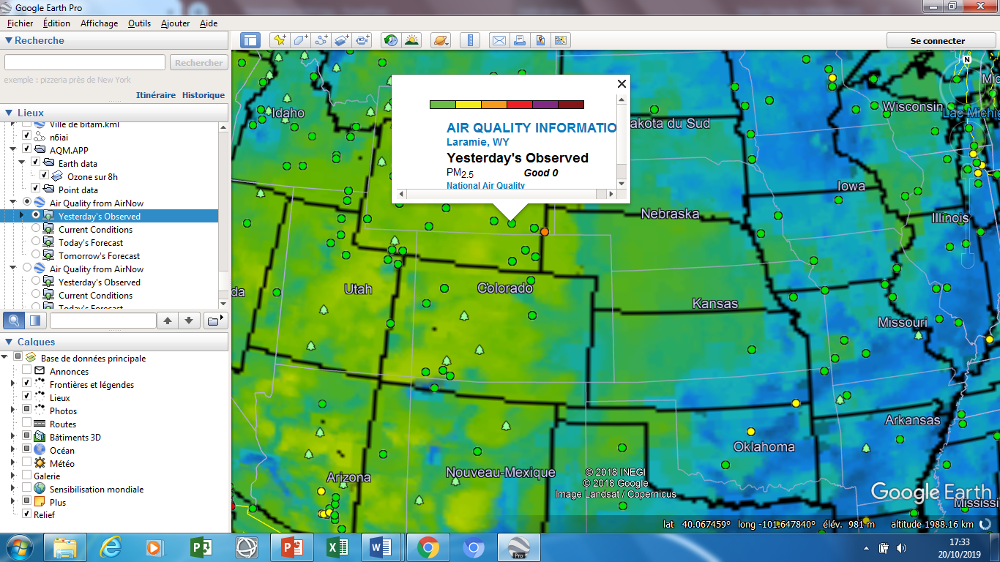 Google Earth Pro
Fichier Édition Affichage Outils Ajouter Aide
Recherche
Rechercher
exemple : pizzeria près de New York
Itinéraire Historique
Lieux
Ville de bitam.kml
n6iai
AQM.APP
Earth data
Ozone sur 8h
Point data
Air Quality from AirNow
Yesterday's Observed
Current Conditions
Today's Forecast
Tomorrow's Forecast
Air Quality from AirNow
Yesterday's Observed
Current Conditions
Today's Forecast
Calques
Base de données principale
Annonces
Frontières et légendes
Lieux
Photos
Routes
Bâtiments 3D
Océan
Météo
Galerie
Sensibilisation mondiale
Plus
Relief
Se connecter
N
AIR QUALITY INFORMATIO
Laramie, WY
Yesterday's Observed
PM2.5 Good 0
National Air Quality
Idaho
akota du Sud
Wisconsin
Mic
Lac Michig
Iowa
Nebraska
Illinois
da
Utah
Colorado
Kansas
Missouri
Arkansas
Oklahoma
Arizona
Nouveau-Mexique
Mississi
© 2018 INEGI
© 2018 Google
Image Landsat / Copernicus
Google Earth
lat 40.067459° long -101.647840° élév. 981 m altitude 1988.16 km
Pro
17:33
20/10/2019